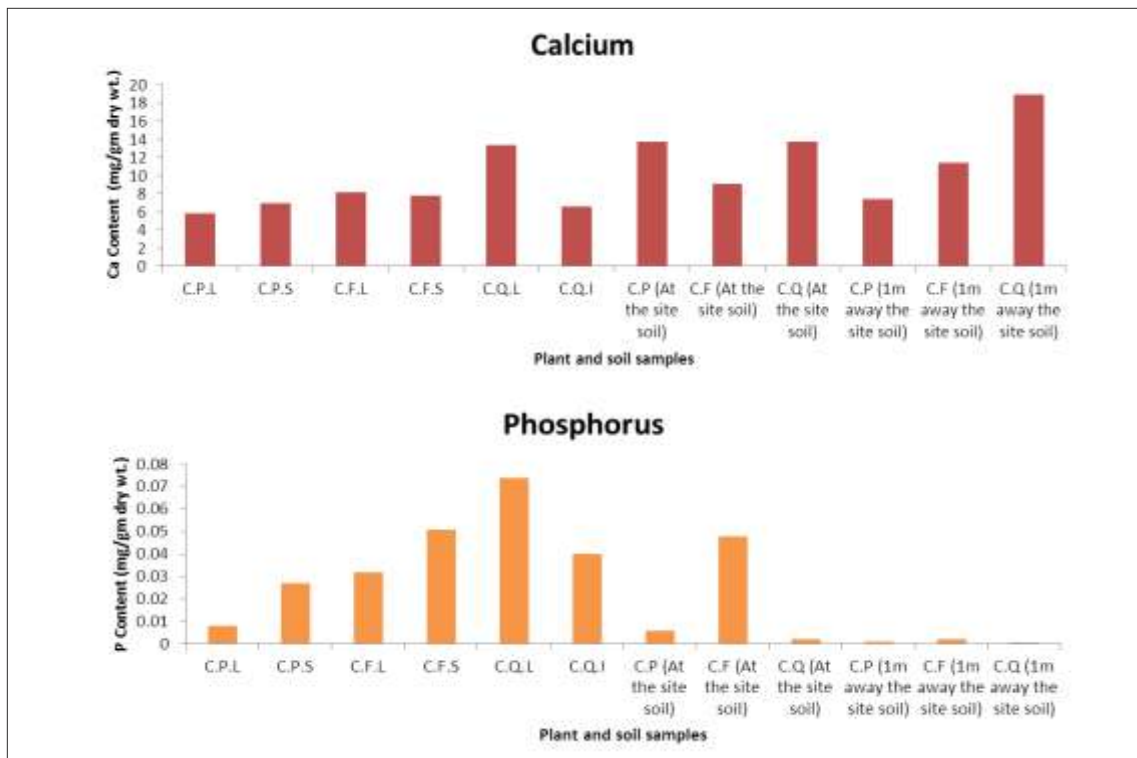 Calcium
Ca Content (mg/gm dry wt.)
20
18
16
14
12
10
8
6
4
2
0
C.P.L C.P.S C.F.L C.F.S C.Q.L C.Q.I C.P (At C.F (At the C.Q (At C.P (1m C.F (1m C.Q (1m
the site site soil) the site away the away the away the
soil) soil) site soil) site soil) site soil)
Plant and soil samples
Phosphorus
P Content (mg/gm dry wt.)
0.08
0.07
0.06
0.05
0.04
0.03
0.02
0.01
0
C.P.L C.P.S C.F.L C.F.S C.Q.L C.Q.I C.P (At C.F (At C.Q (At C.P (1m C.F (1m C.Q (1m
the site the site the site away the away the away the
soil) soil) soil) site soil) site soil) site soil)
Plant and soil samples